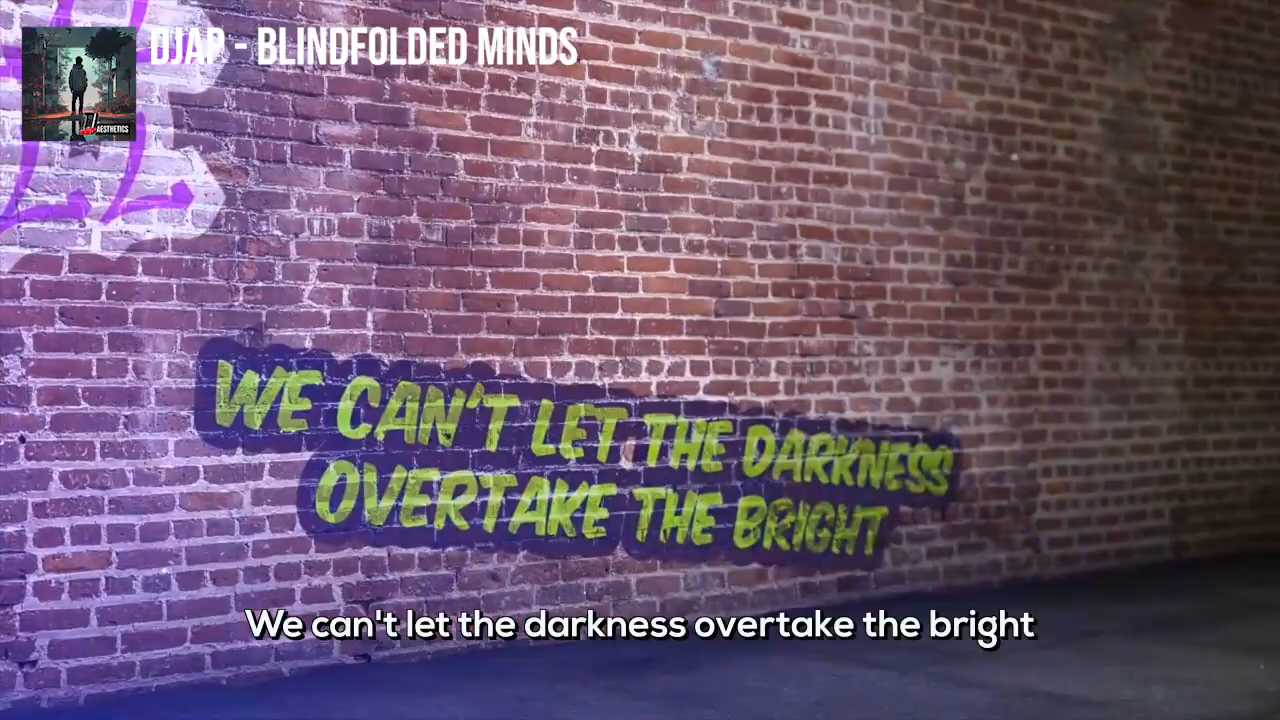 DJAP - BLINDFOLDED MINDS
AESTHETICS
WE CAN'T LET THE DARKNESS
OVERTAKE THE BRIGHT
We can't let the darkness overtake the bright